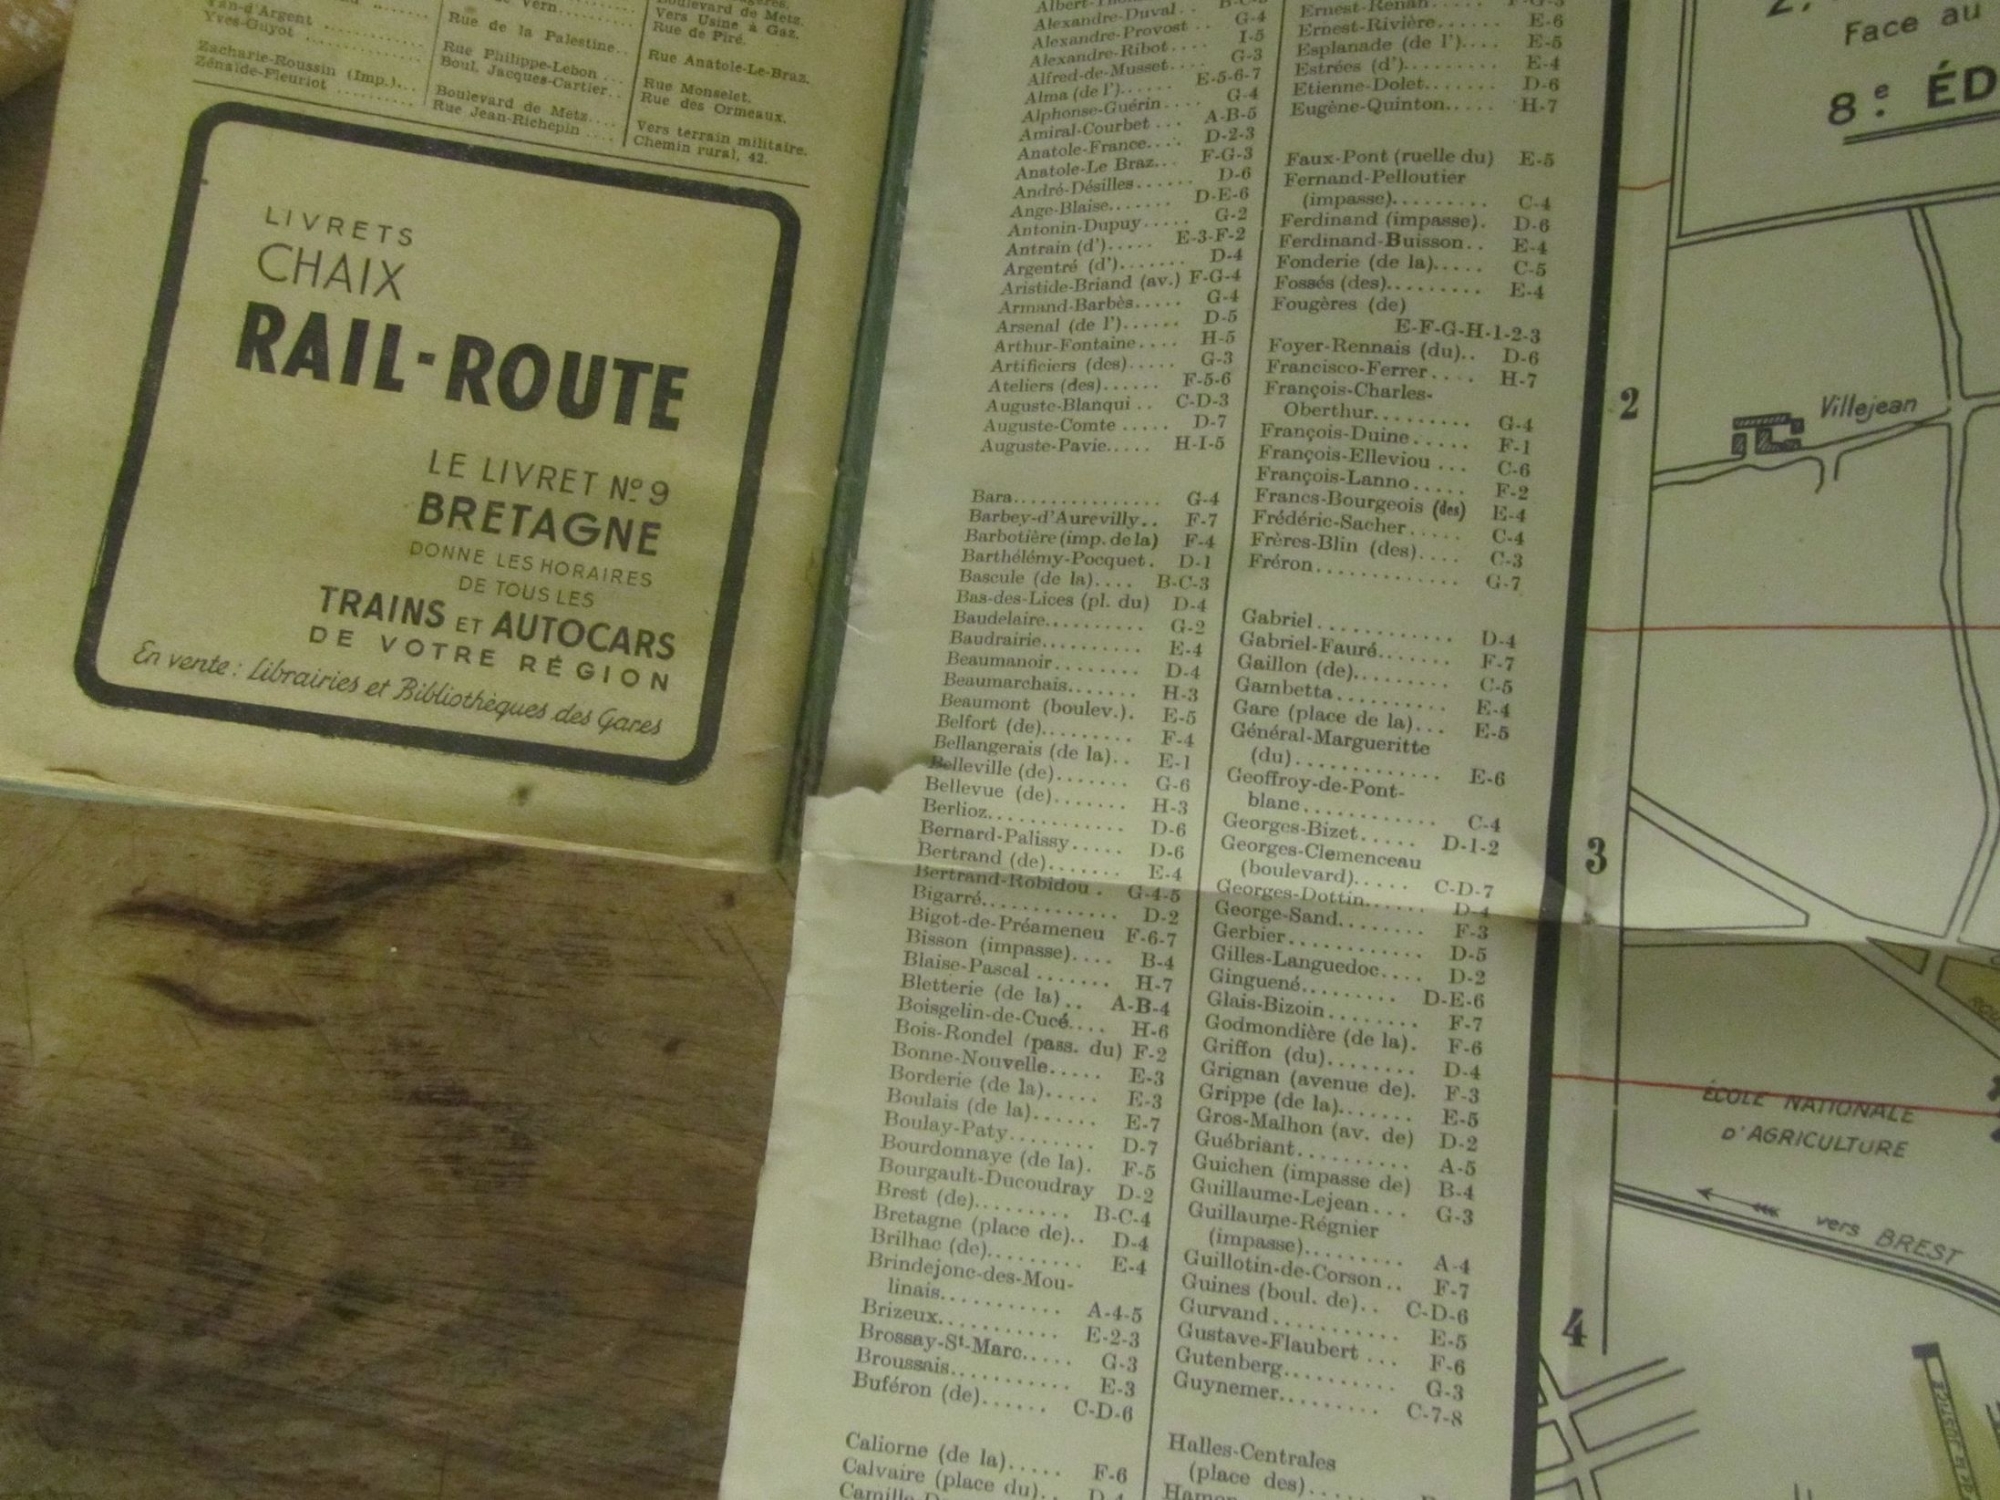 Vern
Boulevard de Metz.
Vers Usine à Gaz.
Rue de Piré.
Yan-d'Argent
Yves-Guyot
Rue de la Palestine
Rue Anatole-Le-Braz.
Zacharie-Roussin (Imp.)...
Zénaïde-Fleuriot
Rue Philippe-Lebon ...
Boul. Jacques-Cartier..
Rue Monselet.
Rue des Ormeaux.
Boulevard de Metz....
Rue Jean-Richepin ....
Vers terrain militaire.
Chemin rural, 42.
LIVRETS
CHAIX
RAIL-ROUTE
LE LIVRET Nº 9
BRETAGNE
DONNE LES HORAIRES
DE TOUS LES
TRAINS ET AUTOCARS
DE VOTRE RÉGION
En vente : Librairies et Bibliothèques des Gares
Alexandre-Duval..
Alexandre-Provost ... G-4
Alexandre-Ribot.... I-5
Alfred-de-Musset.... G-3
Alma (de l')...... E-5-6-7
Alphonse-Guérin.... G-4
Amiral-Courbet ... A-B-5
Anatole-France.... D-2-3
Anatole-Le Braz... F-G-3
André-Désilles...... D-6
Ange-Blaise....... D-E-6
Antonin-Dupuy.... G-2
Antrain (d')..... E-3-F-2
Argentré (d')....... D-4
Aristide-Briand (av.) F-G-4
Armand-Barbès..... G-4
Arsenal (de l')...... D-5
Arthur-Fontaine.... H-5
Artificiers (des)..... G-3
Ateliers (des)...... F-5-6
Auguste-Blanqui .. C-D-3
Auguste-Comte ..... D-7
Auguste-Pavie..... H-I-5
Bara.............. G-4
Barbey-d'Aurevilly.. F-7
Barbotière (imp. de la) F-4
Barthélémy-Pocquet. D-1
Bascule (de la).... B-C-3
Bas-des-Lices (pl. du) D-4
Baudelaire.......... G-2
Baudrairie.......... E-4
Beaumanoir........ D-4
Beaumarchais....... H-3
Beaumont (boulev.). E-5
Belfort (de)......... F-4
Bellangerais (de la).. E-1
Belleville (de)....... G-6
Bellevue (de)....... H-3
Berlioz............. D-6
Bernard-Palissy..... D-6
Bertrand (de)....... E-4
Bertrand-Robidou . G-4-5
Bigarré............ D-2
Bigot-de-Préameneu F-6-7
Bisson (impasse).... B-4
Blaise-Pascal ...... H-7
Bletterie (de la) .. A-B-4
Boisgelin-de-Cucé.... H-6
Bois-Rondel (pass. du) F-2
Bonne-Nouvelle..... E-3
Borderie (de la)..... E-3
Boulais (de la)...... E-7
Boulay-Paty........ D-7
Bourdonnaye (de la). F-5
Bourgault-Ducoudray D-2
Brest (de)......... B-C-4
Bretagne (place de).. D-4
Brilhac (de)........ E-4
Brindejonc-des-Mou-
linais........... A-4-5
Brizeux........... E-2-3
Brossay-St-Marc..... G-3
Broussais........... E-3
Buféron (de)...... C-D-6
Caliorne (de la)..... F-6
Calvaire (place du)..
Ernest-Renan
Ernest-Rivière....... E-6
Esplanade (de l').... E-5
Estrées (d')......... E-4
Etienne-Dolet....... D-6
Eugène-Quinton..... H-7
Faux-Pont (ruelle du) E-5
Fernand-Pelloutier
(impasse)......... C-4
Ferdinand (impasse). D-6
Ferdinand-Buisson.. E-4
Fonderie (de la)..... C-5
Fossés (des)......... E-4
Fougères (de)
E-F-G-H-1-2-3
Foyer-Rennais (du).. D-6
Francisco-Ferrer.... H-7
François-Charles-
Oberthur......... G-4
François-Duine..... F-1
François-Elleviou ... C-6
François-Lanno..... F-2
Francs-Bourgeois (des) E-4
Frédéric-Sacher..... C-4
Frères-Blin (des).... C-3
Fréron............. G-7
Gabriel............ D-4
Gabriel-Fauré....... F-7
Gaillon (de)......... C-5
Gambetta.......... E-4
Gare (place de la)... E-5
Général-Margueritte
(du)............. E-6
Geoffroy-de-Pont-
blanc............ C-4
Georges-Bizet..... D-1-2
Georges-Clemenceau
(boulevard)..... C-D-7
Georges-Dottin...... D-4
George-Sand........ F-3
Gerbier............ D-5
Gilles-Languedoc.... D-2
Ginguené......... D-E-6
Glais-Bizoin........ F-7
Godmondière (de la). F-6
Griffon (du)........ D-4
Grignan (avenue de). F-3
Grippe (de la)....... E-5
Gros-Malhon (av. de) D-2
Guébriant.......... A-5
Guichen (impasse de) B-4
Guillaume-Lejean... G-3
Guillaume-Régnier
(impasse)........ A-4
Guillotin-de-Corson.. F-7
Guines (boul. de).. C-D-6
Gurvand........... E-5
Gustave-Flaubert ... F-6
Gutenberg.......... G-3
Guynemer........ C-7-8
Halles-Centrales
(place des).....
Face au
8e ÉD
2
Villejean
3
ÉCOLE NATIONALE
D'AGRICULTURE
vers BREST
4
de la JUSTICE